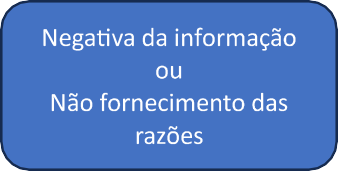 Negativa da informação
ou
Não fornecimento das
razões